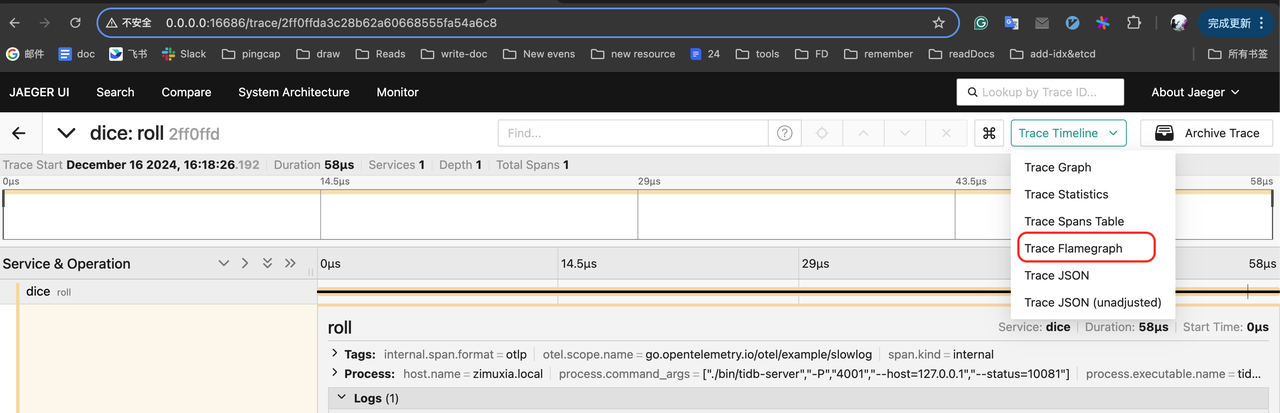 不安全 0.0.0.0:16686/trace/2ff0ffda3c28b62a60668555fa54a6c8 完成更新
邮件 doc 飞书 Slack pingcap draw Reads write-doc New evens new resource 24 tools FD remember readDocs add-idx&etcd 所有书签
JAEGER UI Search Compare System Architecture Monitor Lookup by Trace ID... About Jaeger
dice: roll 2ff0ffd Find... ? ⌘ Trace Timeline Archive Trace
Trace Start December 16 2024, 16:18:26.192 Duration 58μs Services 1 Depth 1 Total Spans 1
0μs 14.5μs 29μs 43.5μs 58μs
Trace Graph
Trace Statistics
Trace Spans Table
Trace Flamegraph
Trace JSON
Trace JSON (unadjusted)
Service & Operation 0μs 14.5μs 29μs 58μs
dice roll
roll Service: dice Duration: 58μs Start Time: 0μs
Tags: internal.span.format = otlp otel.scope.name = go.opentelemetry.io/otel/example/slowlog span.kind = internal
Process: host.name = zimuxia.local process.command_args = ["./bin/tidb-server","-P","4001","--host=127.0.0.1","--status=10081"] process.executable.name = tid...
Logs (1)